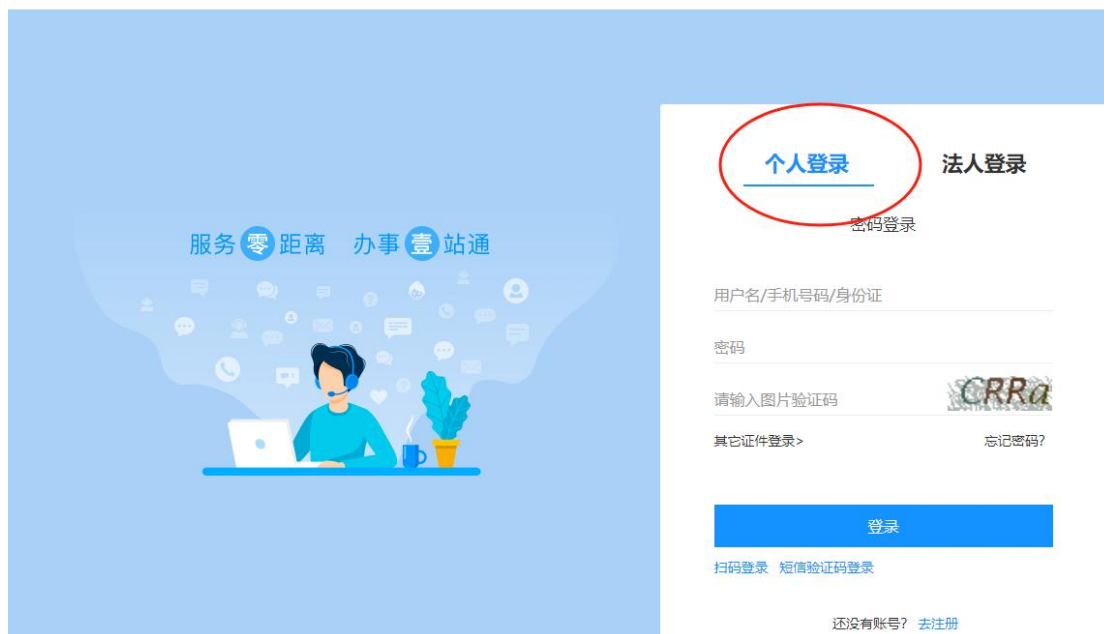 个人登录 法人登录
密码登录
服务零距离 办事壹站通
用户名/手机号码/身份证
密码
请输入图片验证码 CRRa
其它证件登录> 忘记密码?
登录
扫码登录 短信验证码登录
还没有账号? 去注册